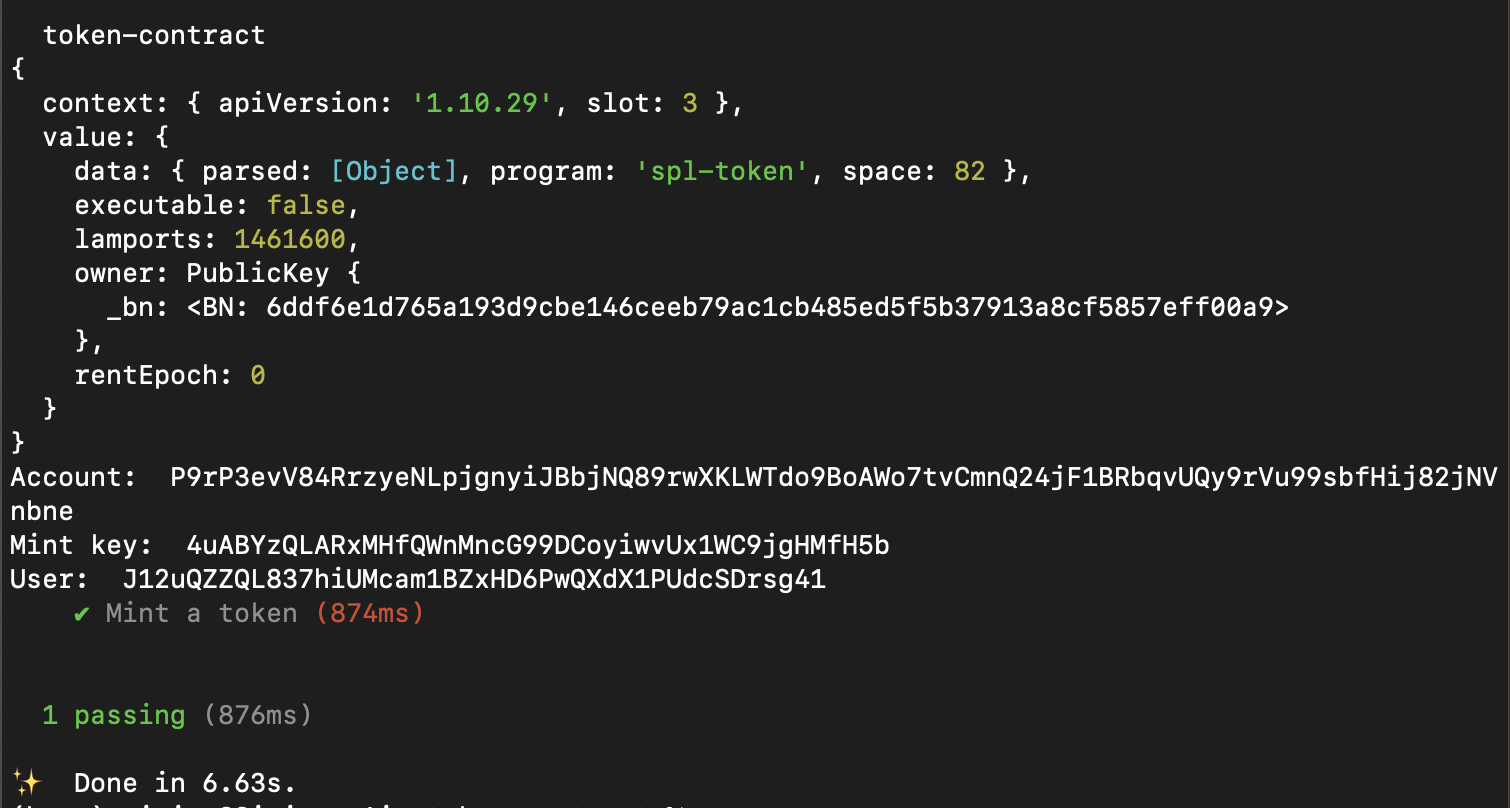 token-contract
{
context: { apiVersion: '1.10.29', slot: 3 },
value: {
data: { parsed: [Object], program: 'spl-token', space: 82 },
executable: false,
lamports: 1461600,
owner: PublicKey {
_bn: <BN: 6ddf6e1d765a193d9cbe146ceeb79ac1cb485ed5f5b37913a8cf5857eff00a9>
},
rentEpoch: 0
}
}
Account:  P9rP3evV84RrzyeNLpjgnyiJBbjNQ89rwXKLWTdo9BoAWo7tvCmnQ24jF1BRbqvUQy9rVu99sbfHij82jNV
nbne
Mint key:  4uABYzQLARxMHfQWnMncG99DCoyiwvUx1WC9jgHMfH5b
User:  J12uQZZQL837hiUMcam1BZxHD6PwQXdX1PUdcSDrsg41
✔ Mint a token (874ms)
1 passing (876ms)
✨  Done in 6.63s.